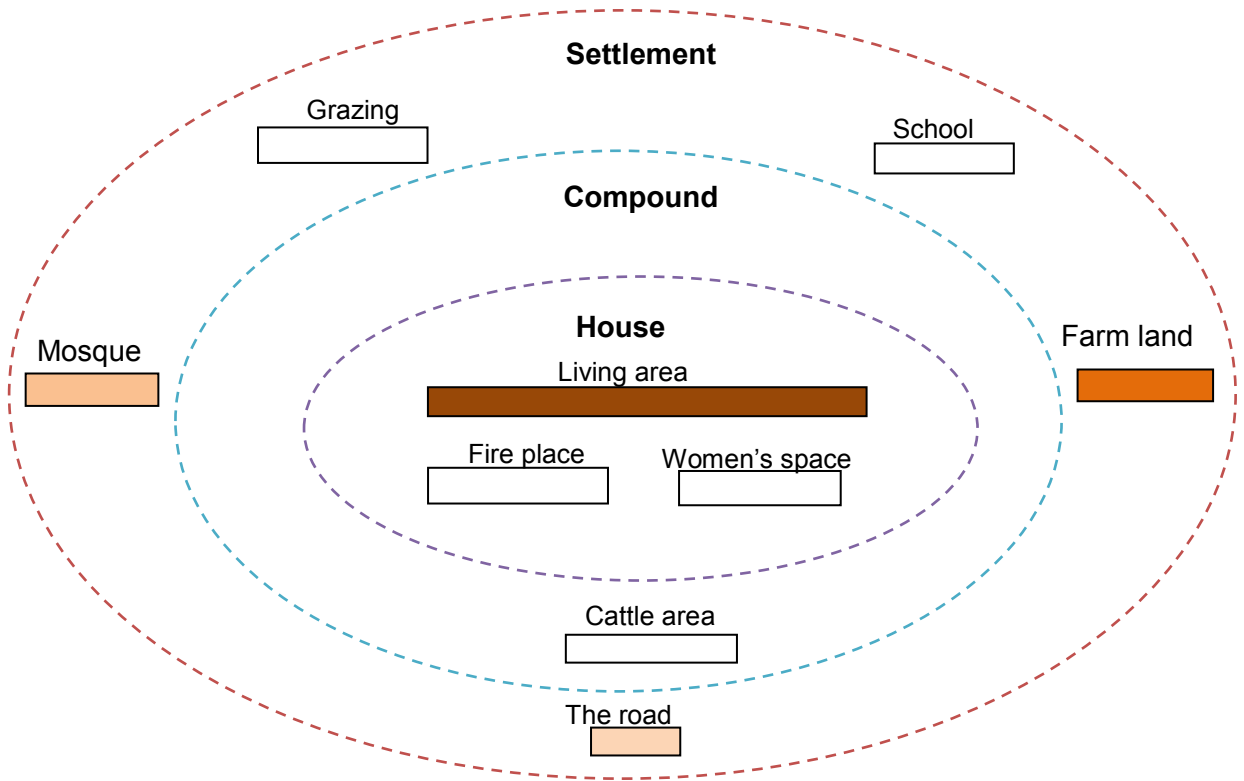 Settlement
Grazing
School
Compound
House
Mosque
Farm land
Living area
Fire place
Women’s space
Cattle area
The road